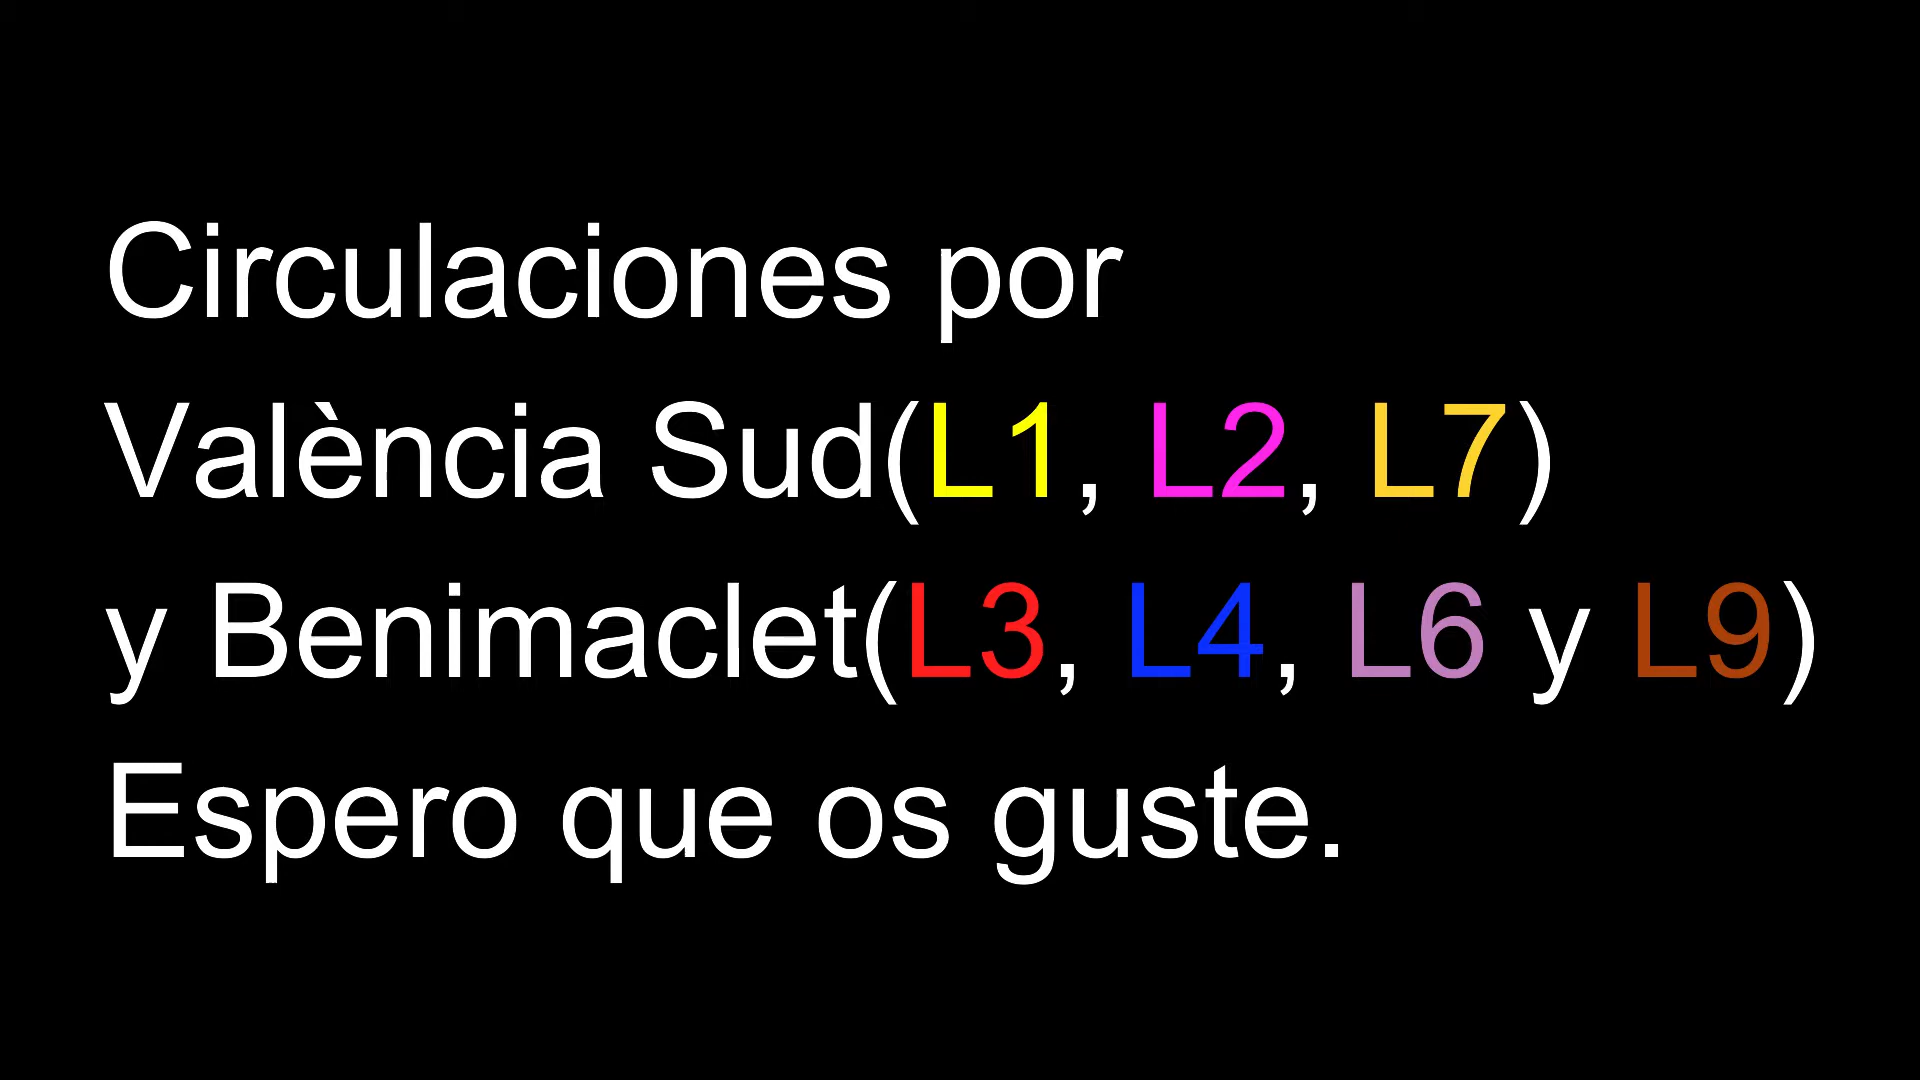 Circulaciones por
València Sud(L1, L2, L7)
y Benimaclet(L3, L4, L6 y L9)
Espero que os guste.